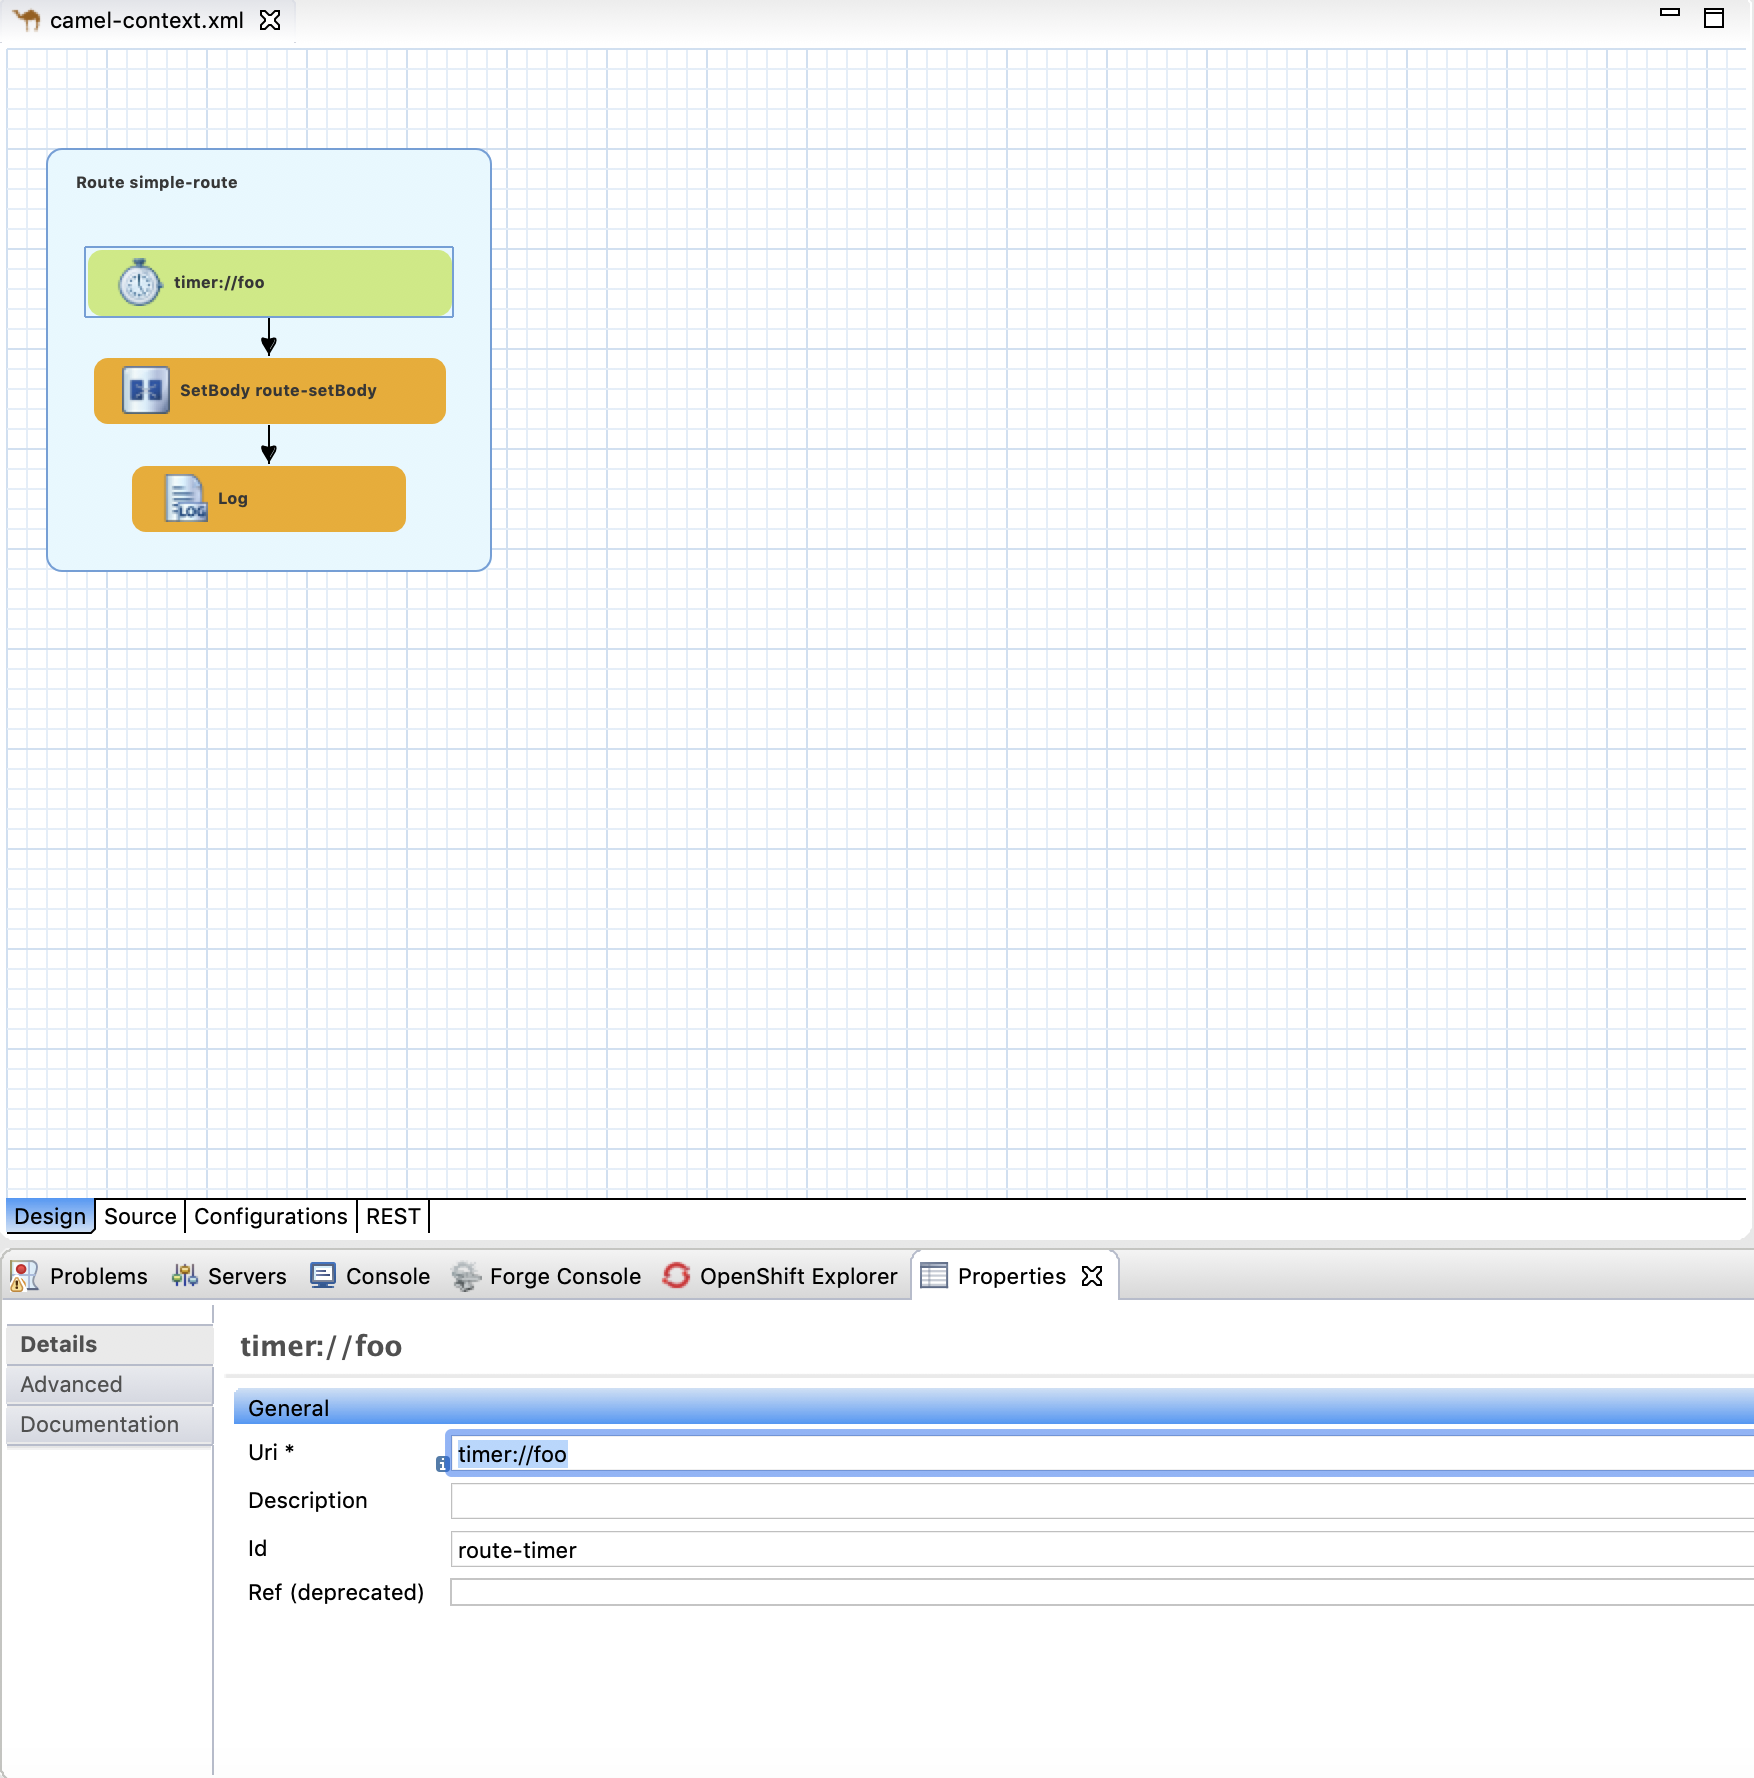 camel-context.xml
Route simple-route
timer://foo
SetBody route-setBody
LOG
Log
Design Source Configurations REST
Problems Servers Console Forge Console OpenShift Explorer Properties
Details
Advanced
Documentation
timer://foo
General
Uri *
timer://foo
Description
Id
route-timer
Ref (deprecated)